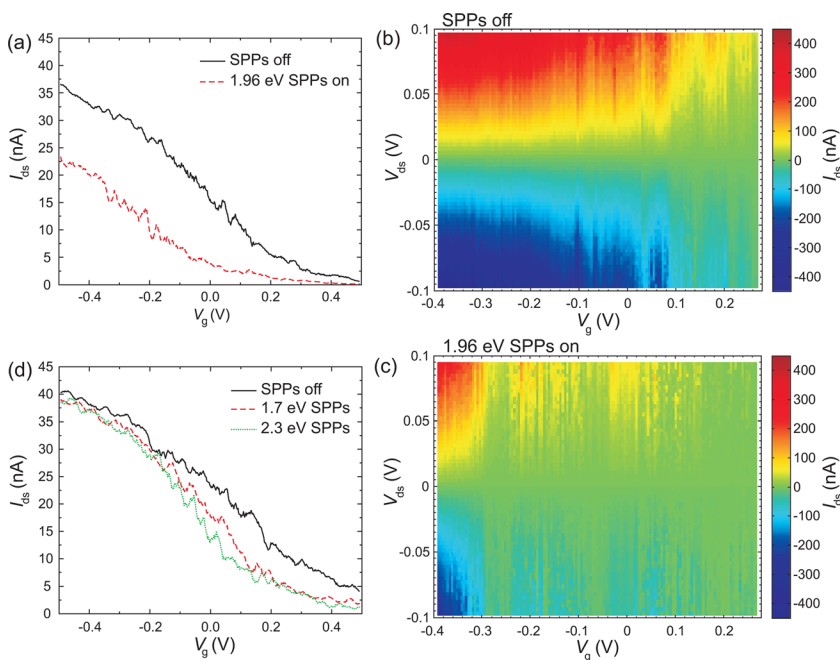 (a)
SPPs off
1.96 eV SPPs on
45
40
35
30
25
20
15
10
5
0
Ids (nA)
-0.4 -0.2 0.0 0.2 0.4
Vg (V)
(b)
SPPs off
0.1
0.05
0
-0.05
-0.1
Vds (V)
-0.4 -0.3 -0.2 -0.1 0 0.1 0.2
Vg (V)
400
300
200
100
0
-100
-200
-300
-400
Ids (nA)
(d)
SPPs off
1.7 eV SPPs
2.3 eV SPPs
45
40
35
30
25
20
15
10
5
0
Ids (nA)
-0.4 -0.2 0.0 0.2 0.4
Vg (V)
1.96 eV SPPs on
(c)
0.1
0.05
0
-0.05
-0.1
Vds (V)
-0.4 -0.3 -0.2 -0.1 0 0.1 0.2
Vg (V)
400
300
200
100
0
-100
-200
-300
-400
Ids (nA)